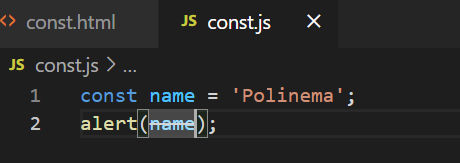 <> const.html JS const.js ×
JS const.js > ...
1 const name = 'Polinema';
2 alert(name);